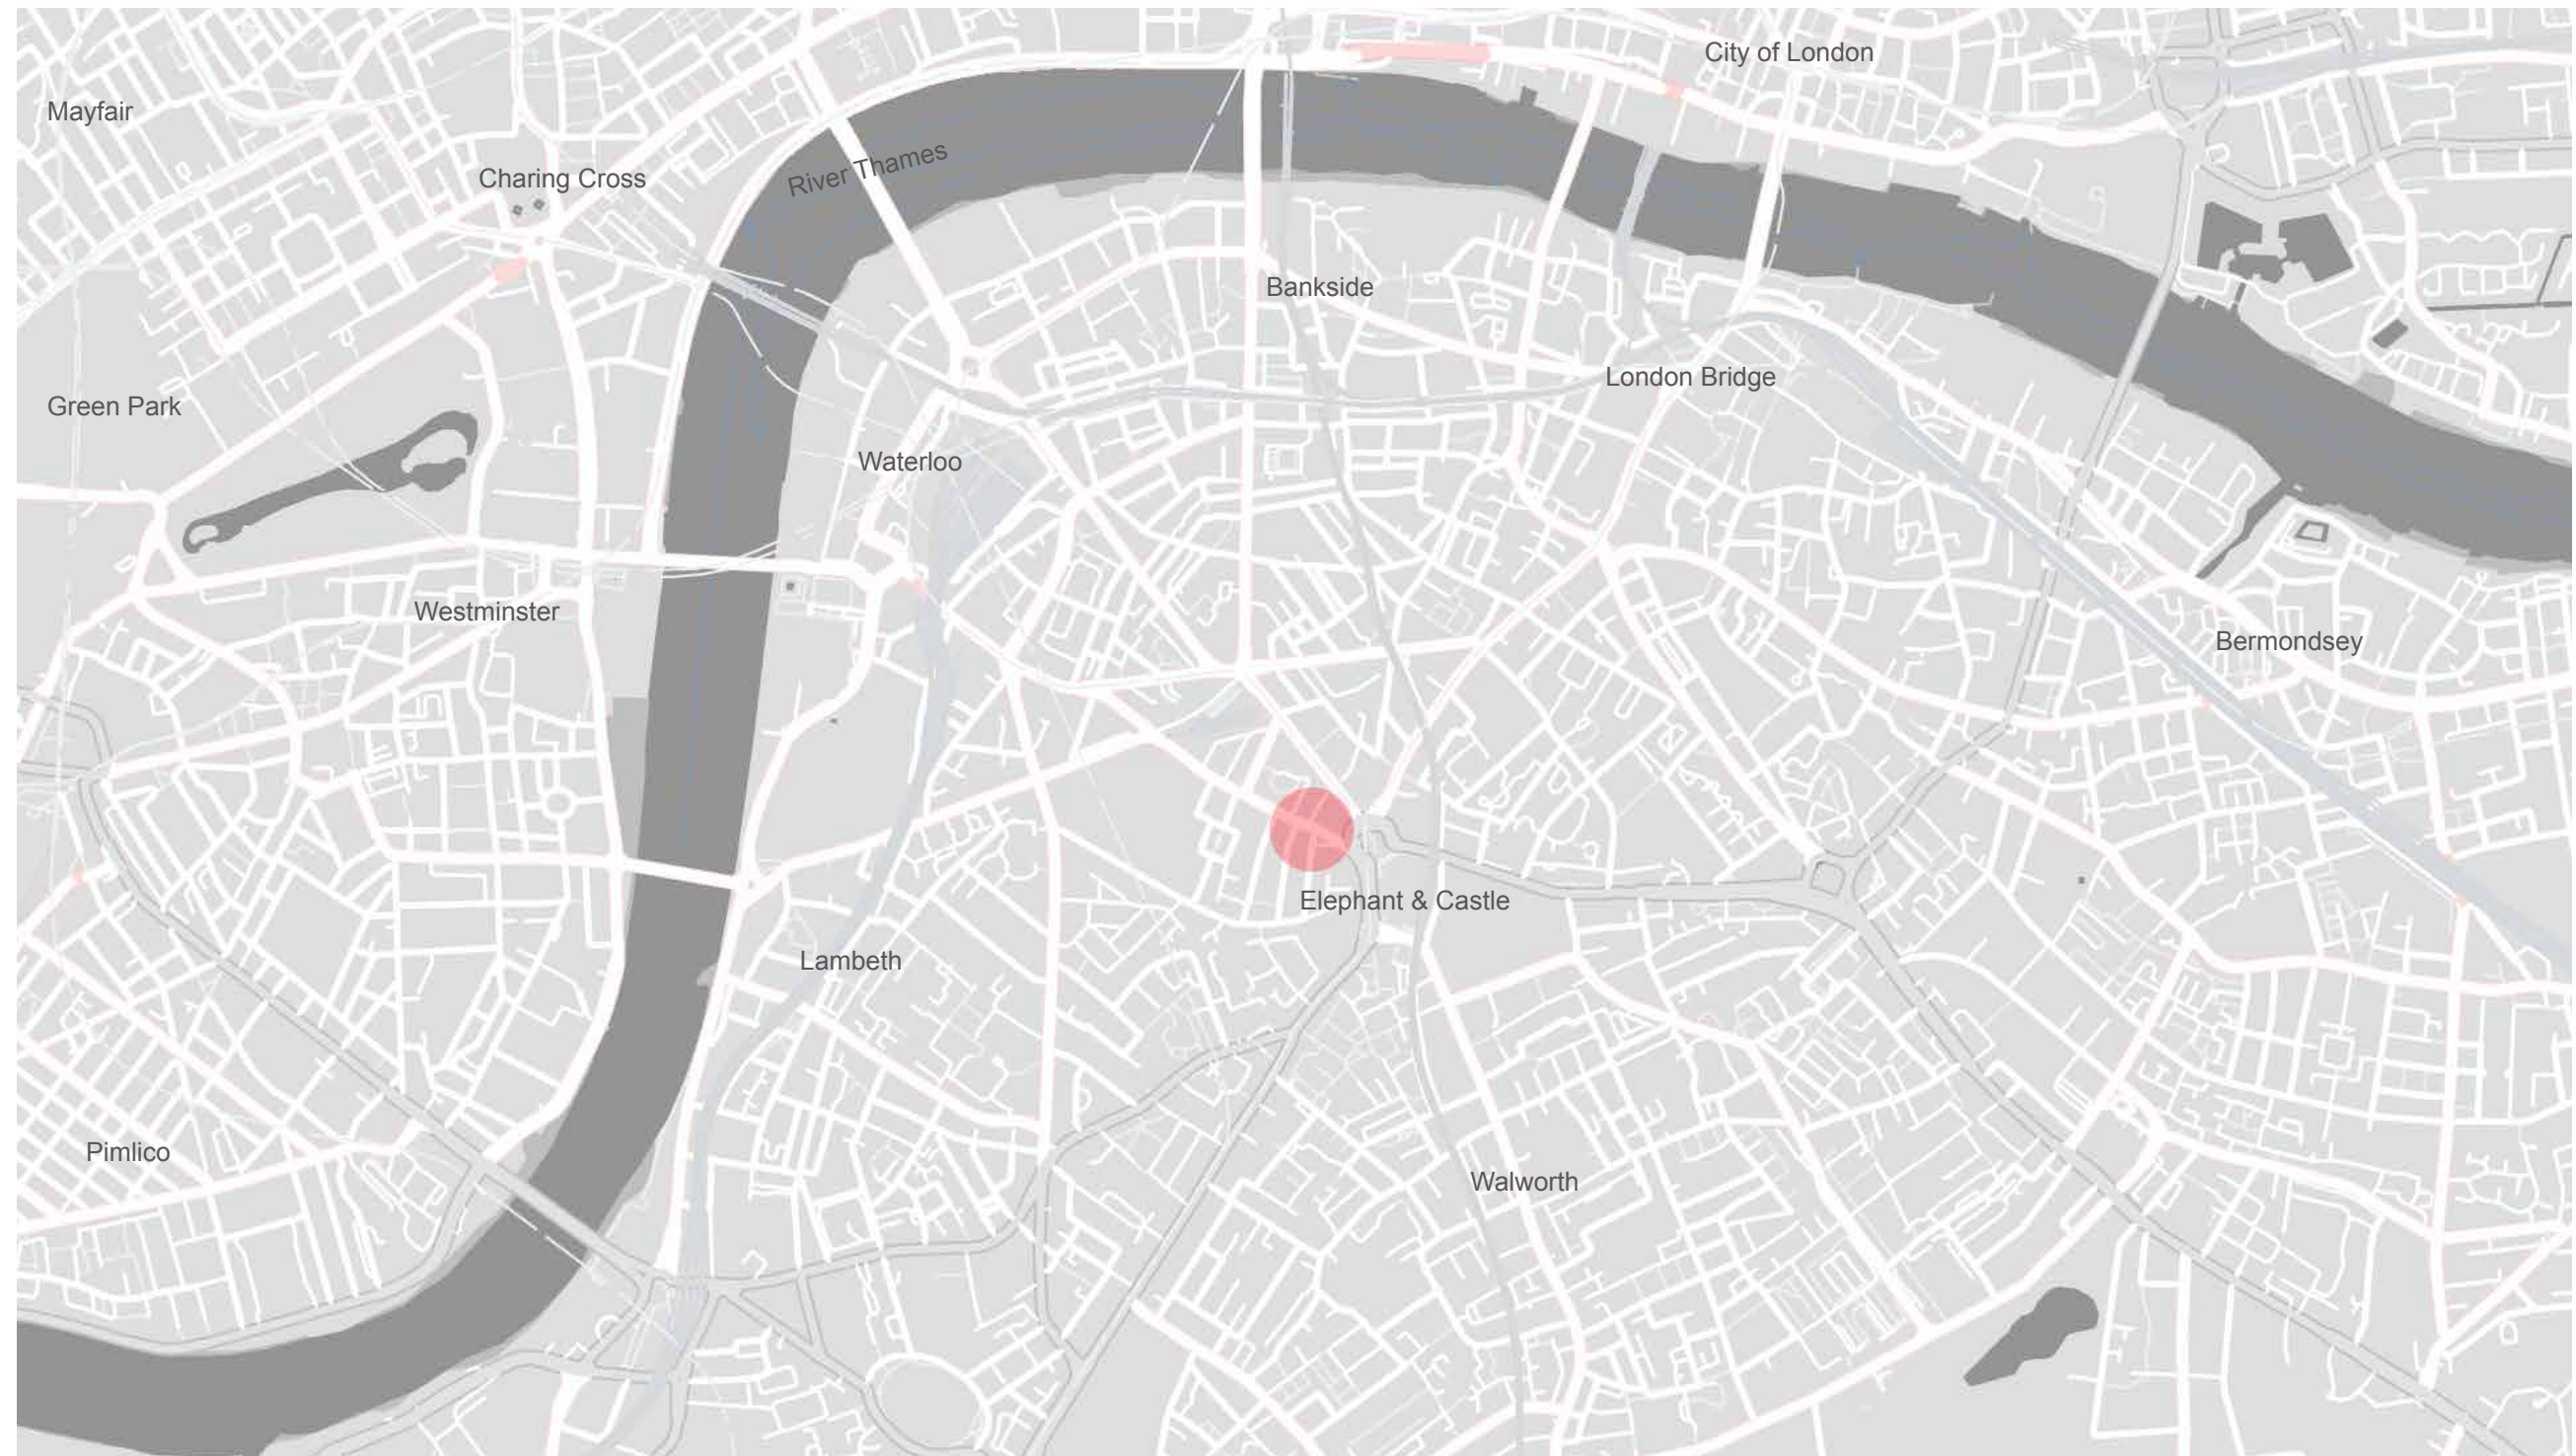 City of London
Mayfair
River Thames
Charing Cross
Bankside
London Bridge
Green Park
Waterloo
Westminster
Bermondsey
Elephant & Castle
Lambeth
Pimlico
Walworth